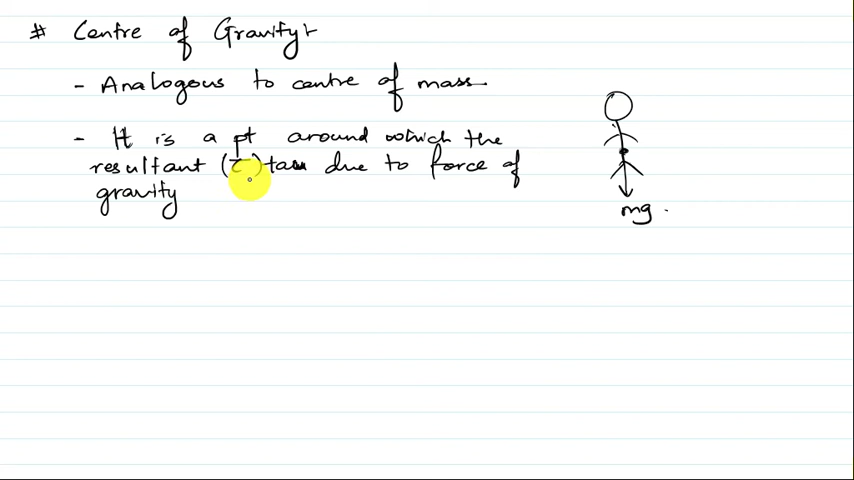 # Centre of Gravity
- Analogous to centre of mass
- It is a pt around which the
resultant (τ) tau due to force of
gravity
mg.